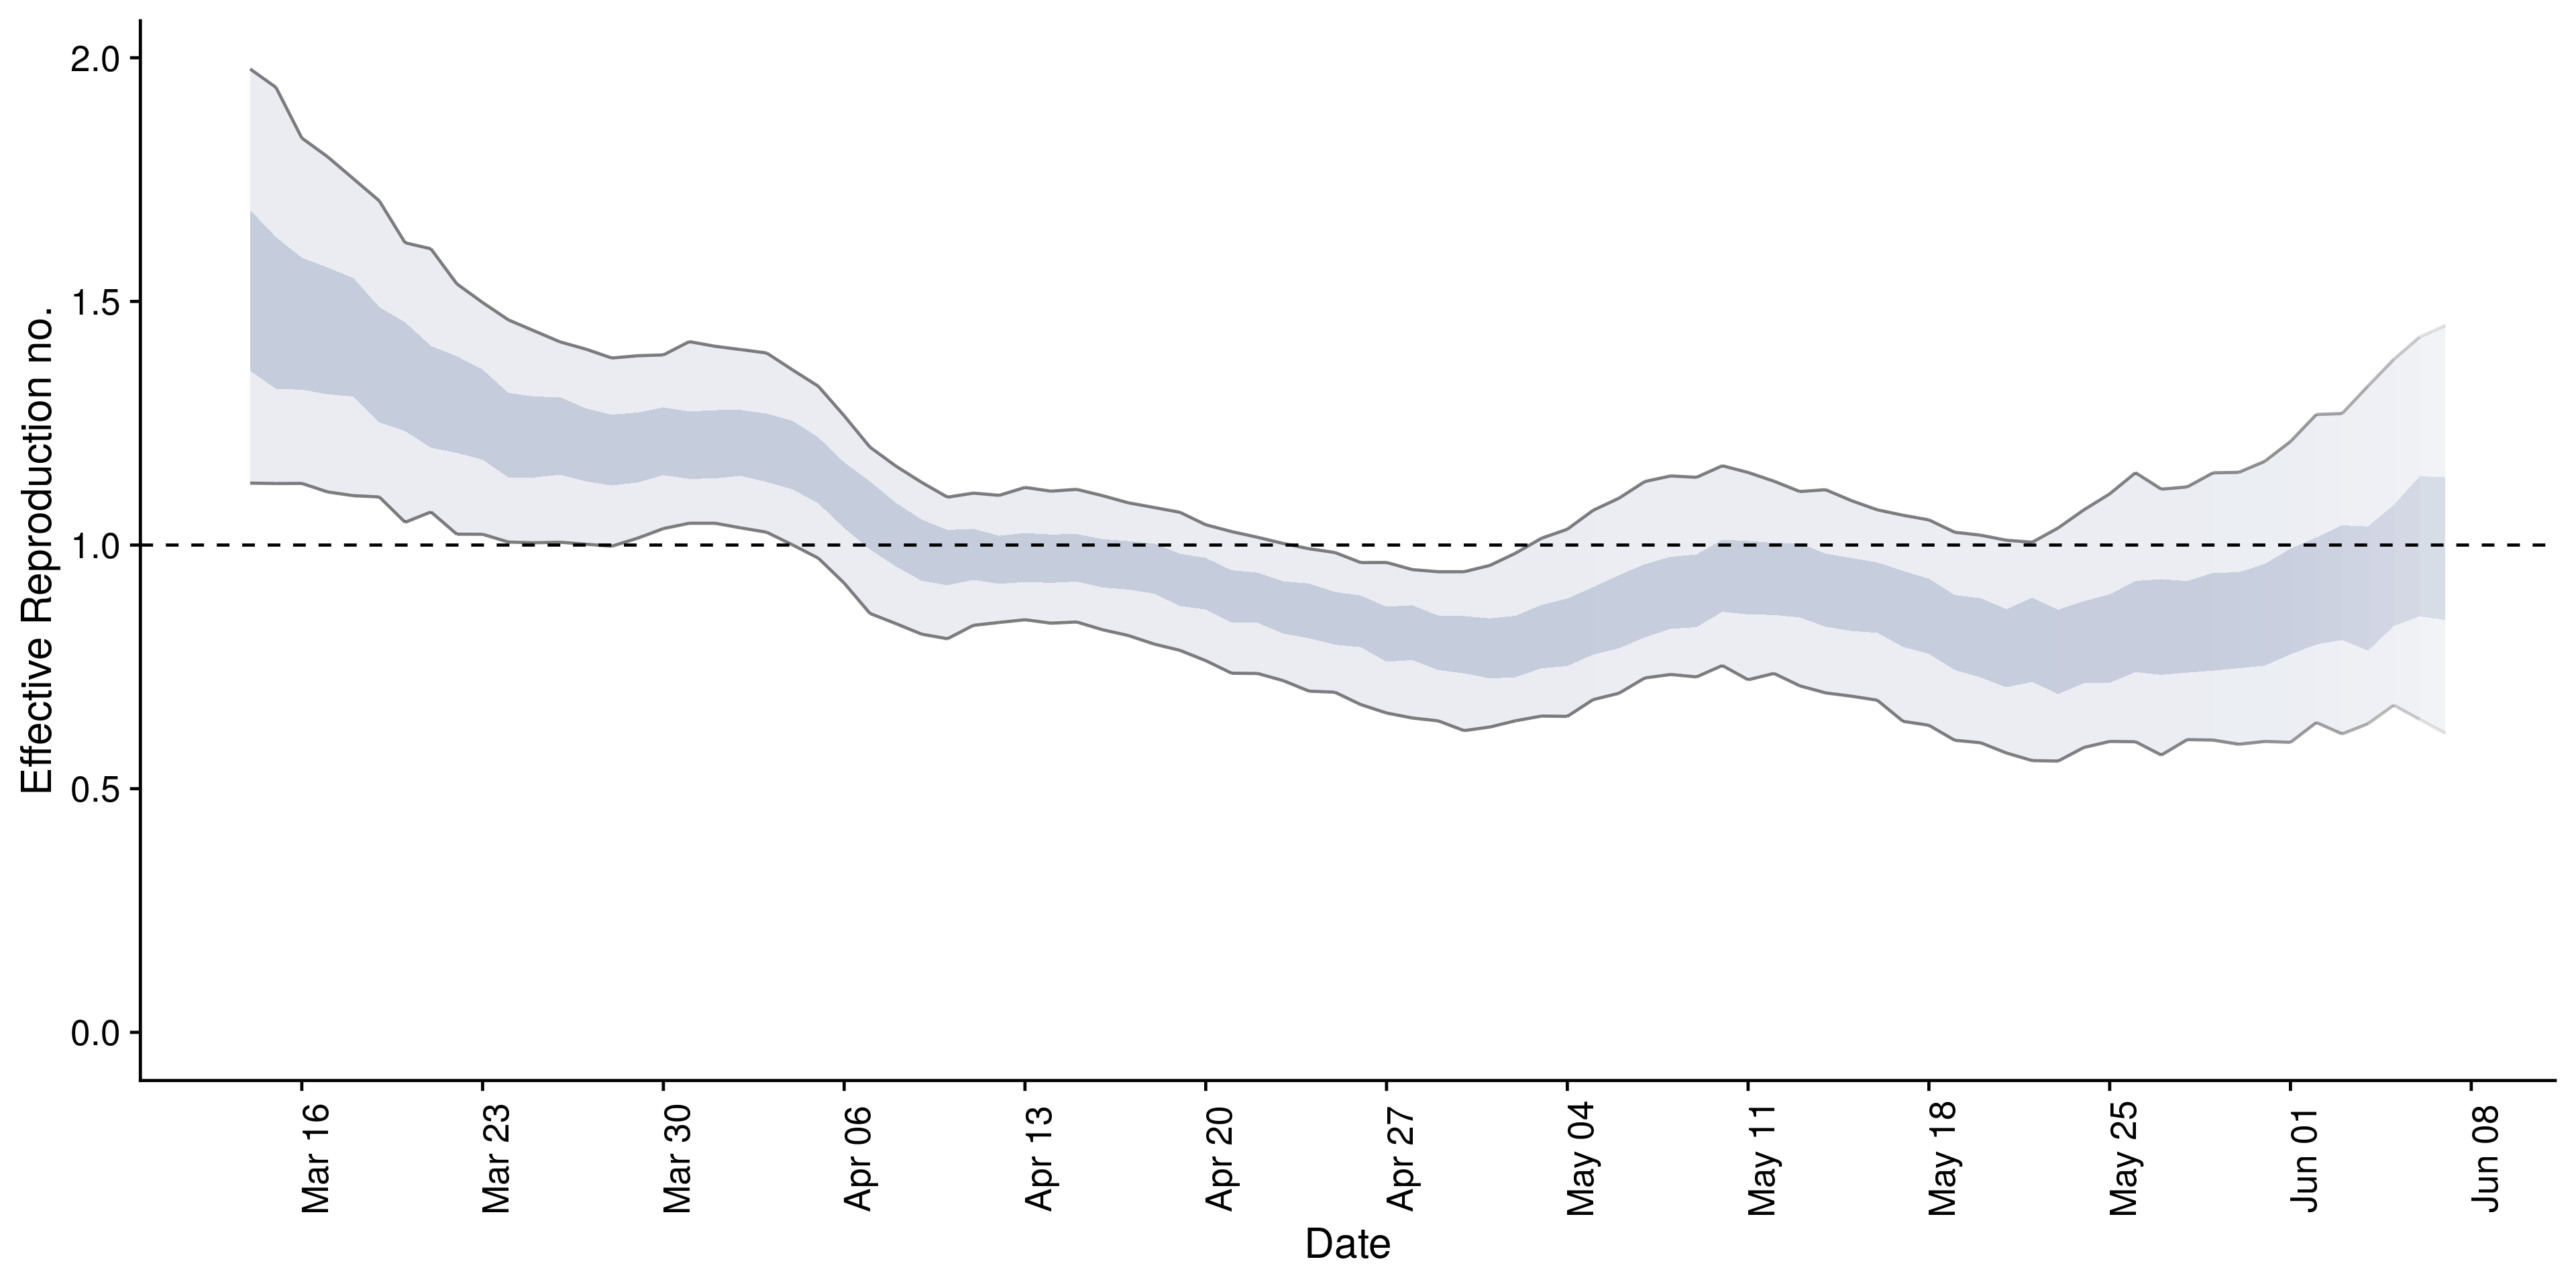 Effective Reproduction no.
2.0
1.5
1.0
0.5
0.0
Mar 16
Mar 23
Mar 30
Apr 06
Apr 13
Apr 20
Apr 27
May 04
May 11
May 18
May 25
Jun 01
Jun 08
Date